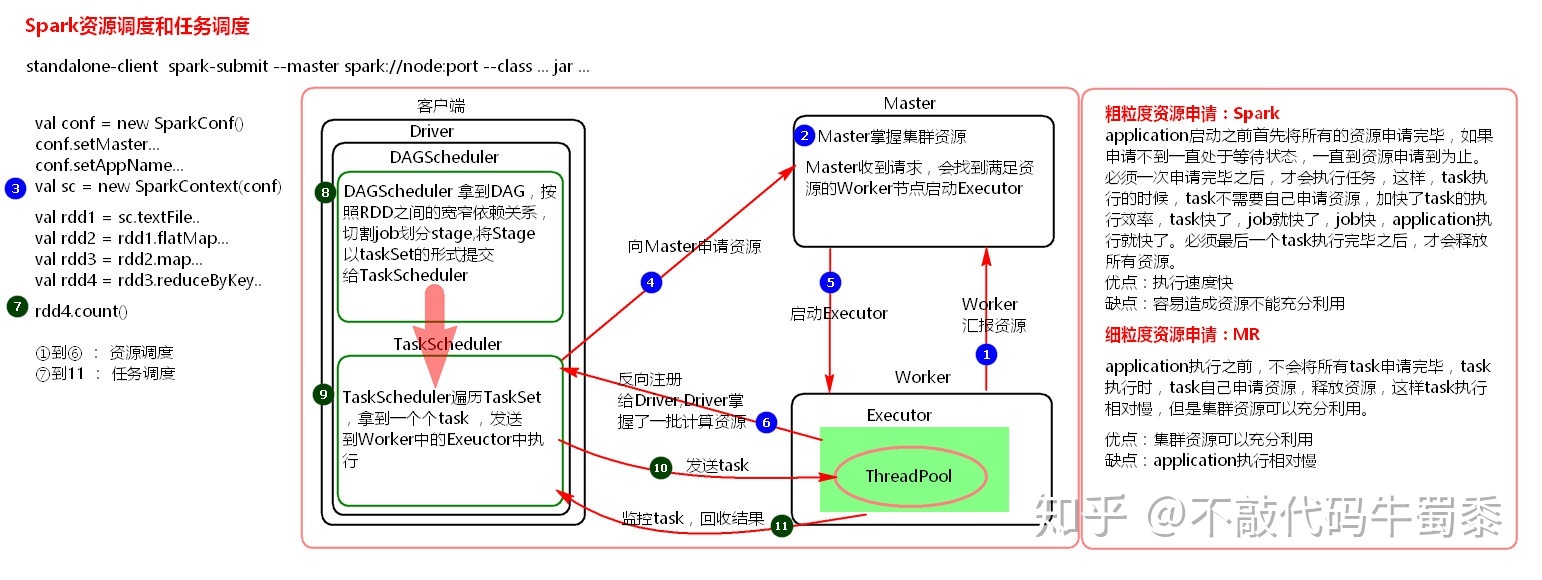 Spark资源调度和任务调度
standalone-client  spark-submit --master spark://node:port --class ... jar ...
val conf = new SparkConf()
conf.setMaster...
conf.setAppName...
3 val sc = new SparkContext(conf)
val rdd1 = sc.textFile..
val rdd2 = rdd1.flatMap...
val rdd3 = rdd2.map...
val rdd4 = rdd3.reduceByKey..
7 rdd4.count()
①到⑥ ： 资源调度
⑦到11 ： 任务调度
客户端
Driver
DAGScheduler
8
DAGScheduler 拿到DAG，按
照RDD之间的宽窄依赖关系，
切割job划分stage,将Stage
以taskSet的形式提交
给TaskScheduler
TaskScheduler
9
TaskScheduler遍历TaskSet
，拿到一个个task ，发送
到Worker中的Exeuctor中执
行
向Master申请资源
4
Master
2 Master掌握集群资源
Master收到请求，会找到满足资
源的Worker节点启动Executor
5
启动Executor
Worker
汇报资源
1
反向注册
给Driver,Driver掌
握了一批计算资源
6
Worker
Executor
ThreadPool
10 发送task
监控task，回收结果 11
粗粒度资源申请：Spark
application启动之前首先将所有的资源申请完毕，如果
申请不到一直处于等待状态，一直到资源申请到为止。
必须一次申请完毕之后，才会执行任务，这样，task执
行的时候，task不需要自己申请资源，加快了task的执
行效率，task快了，job就快了，job快，application执
行就快了。必须最后一个task执行完毕之后，才会释放
所有资源。
优点：执行速度快
缺点：容易造成资源不能充分利用
细粒度资源申请：MR
application执行之前，不会将所有task申请完毕，task
执行时，task自己申请资源，释放资源，这样task执行
相对慢，但是集群资源可以充分利用。
优点：集群资源可以充分利用
缺点：application执行相对慢
知乎 @不敲代码牛蜀黍